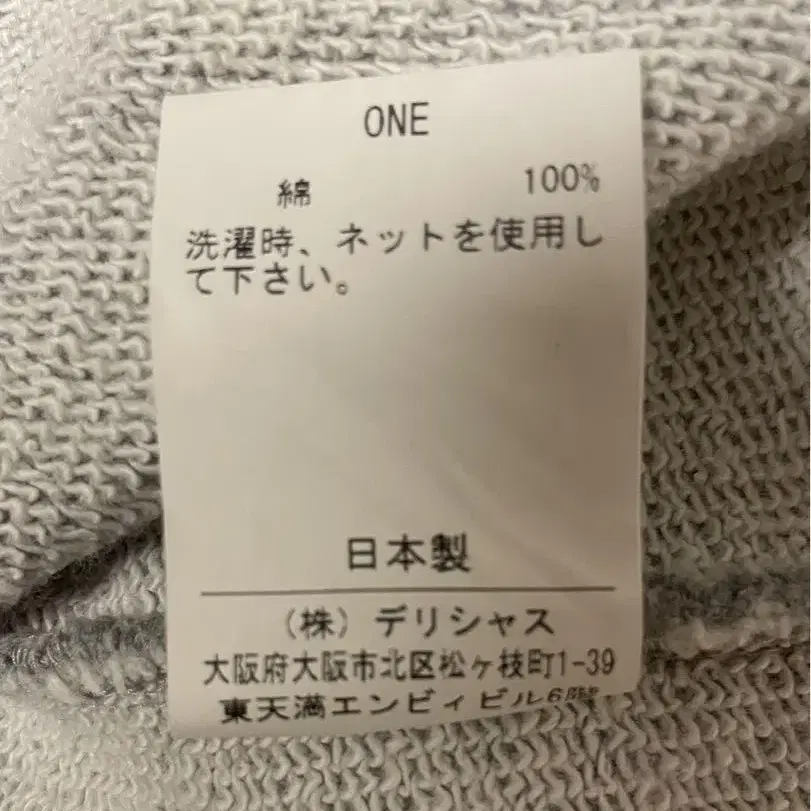 ONE
綿 100%
洗濯時、ネットを使用し
て下さい。
日本製
(株) デリシャス
大阪府大阪市北区松ヶ枝町1-39
東天満エンビィビル6階